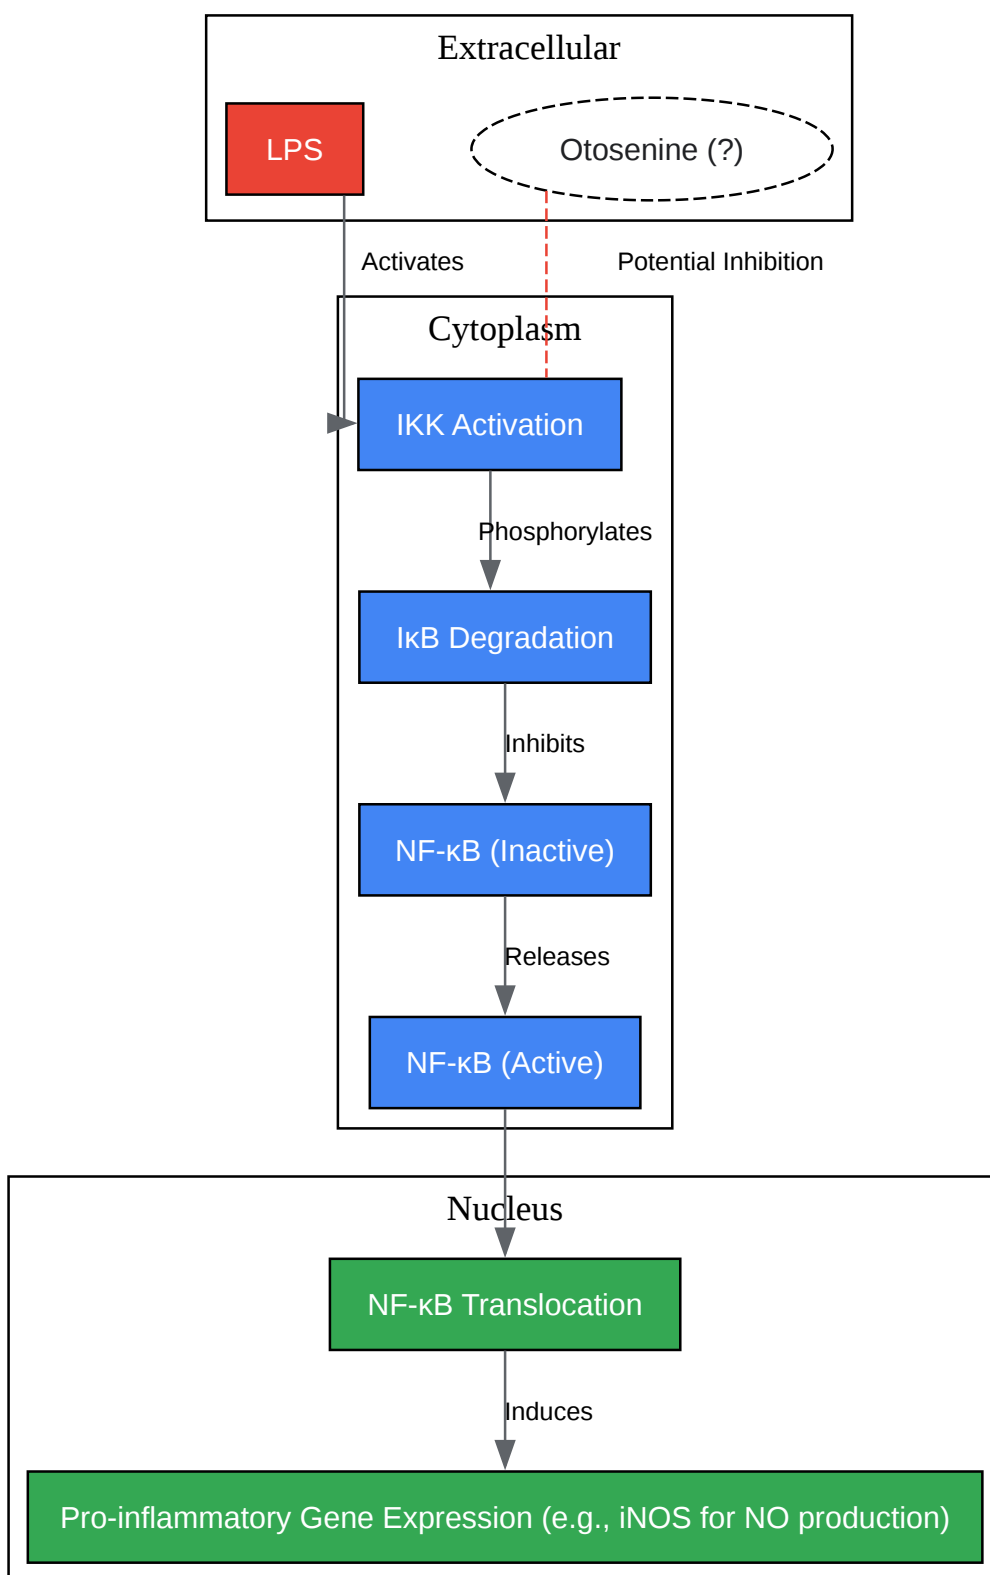 Extracellular
LPS
Otosenine (?)
Activates
Potential Inhibition
Cytoplasm
IKK Activation
Phosphorylates
IκB Degradation
Inhibits
NF-κB (Inactive)
Releases
NF-κB (Active)
Nucleus
NF-κB Translocation
Induces
Pro-inflammatory Gene Expression (e.g., iNOS for NO production)